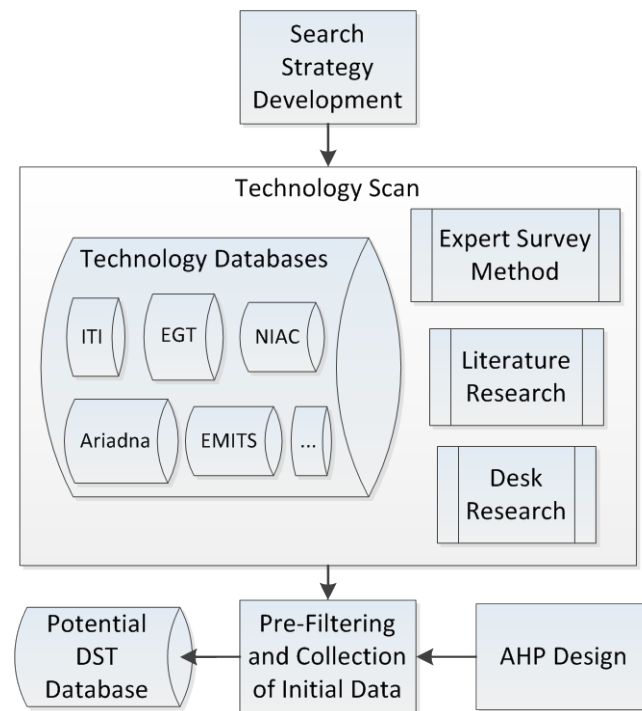 Search
Strategy
Development
Technology Scan
Technology Databases
ITI
EGT
NIAC
Ariadna
EMITS
...
Expert Survey
Method
Literature
Research
Desk
Research
Potential
DST
Database
Pre-Filtering
and Collection
of Initial Data
AHP Design